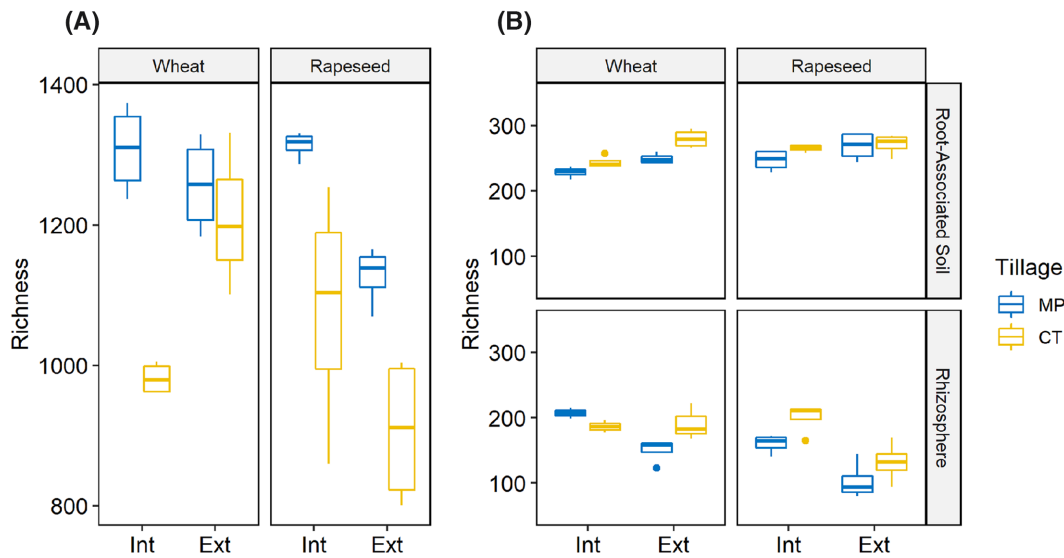 (A)
(B)
Wheat
Rapeseed
Wheat
Rapeseed
Richness
1400
1200
1000
800
Int
Ext
Int
Ext
Richness
300
200
100
300
200
100
Root-Associated Soil
Rhizosphere
Int
Ext
Int
Ext
Tillage
MP
CT